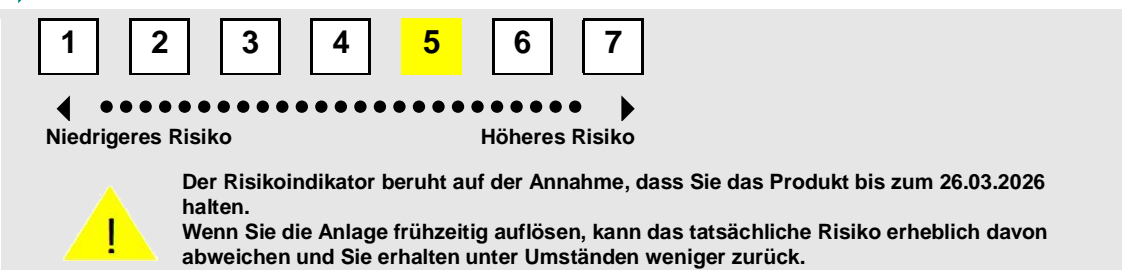 1 2 3 4 5 6 7
Niedrigeres Risiko Höheres Risiko
Der Risikoindikator beruht auf der Annahme, dass Sie das Produkt bis zum 26.03.2026
halten.
Wenn Sie die Anlage frühzeitig auflösen, kann das tatsächliche Risiko erheblich davon
abweichen und Sie erhalten unter Umständen weniger zurück.
!